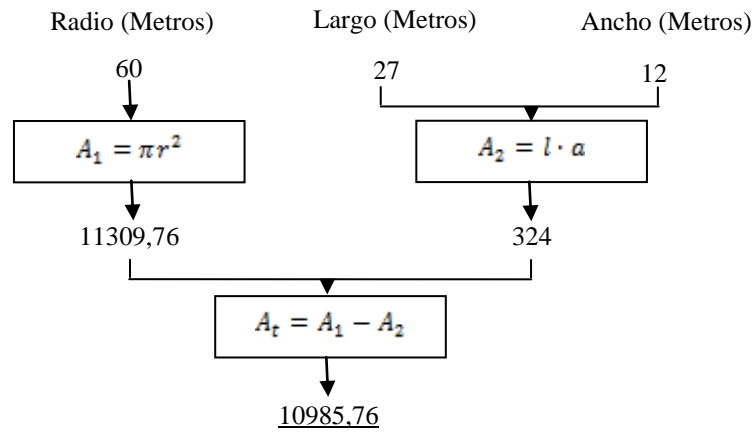 Radio (Metros) Largo (Metros) Ancho (Metros)
60 27 12
A₁ = πr² A₂ = l · a
11309,76 324
Aₜ = A₁ − A₂
10985,76